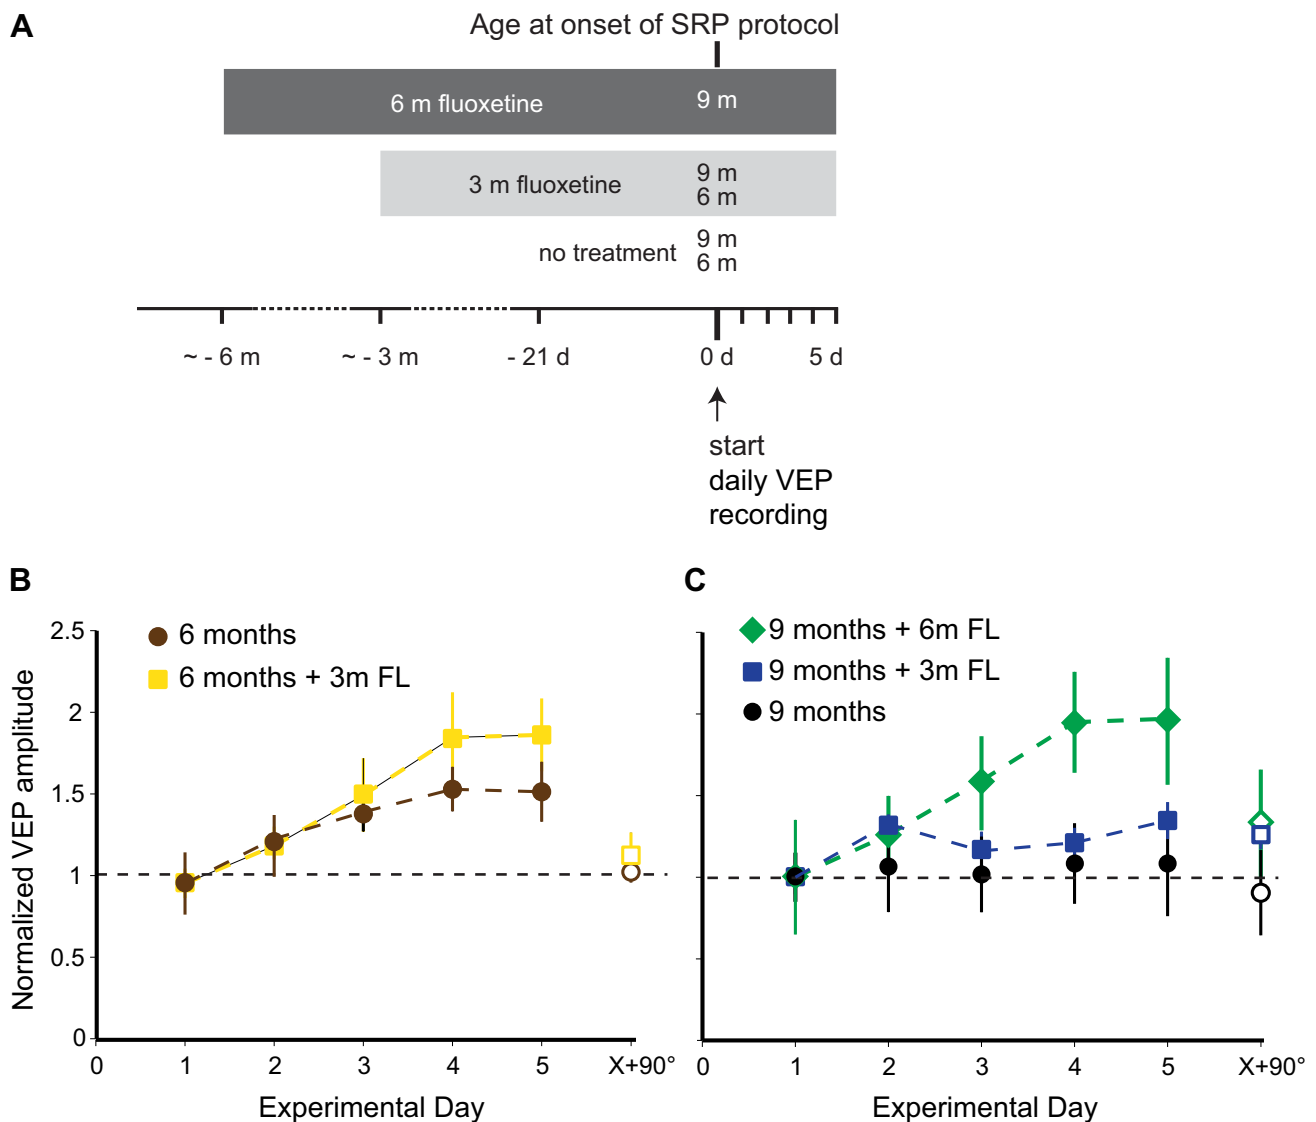 A
Age at onset of SRP protocol
6 m fluoxetine
9 m
3 m fluoxetine
9 m
6 m
no treatment
9 m
6 m
~ - 6 m
~ - 3 m
- 21 d
0 d
5 d
start
daily VEP
recording
B
6 months
6 months + 3m FL
Normalized VEP amplitude
2.5
2
1.5
1
0.5
0
0
1
2
3
4
5
X+90°
Experimental Day
C
9 months + 6m FL
9 months + 3m FL
9 months
0
1
2
3
4
5
X+90°
Experimental Day